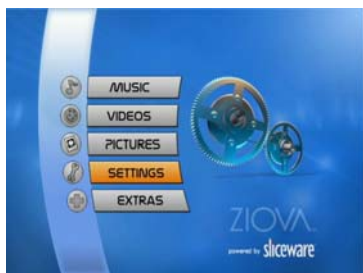 MUSIC
VIDEOS
PICTURES
SETTINGS
EXTRAS
ZIOVA
powered by sliceware